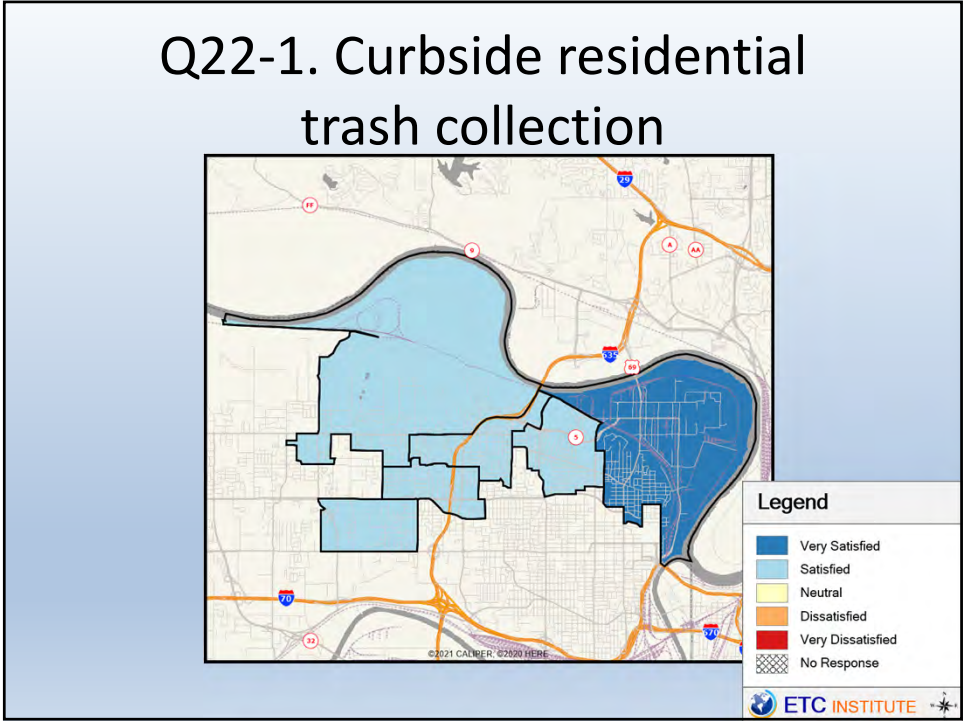 Q22-1. Curbside residential
trash collection
29
FF
9
A
AA
635
69
5
70
32
670
©2021 CALIPER; ©2020 HERE
Legend
Very Satisfied
Satisfied
Neutral
Dissatisfied
Very Dissatisfied
No Response
ETC INSTITUTE